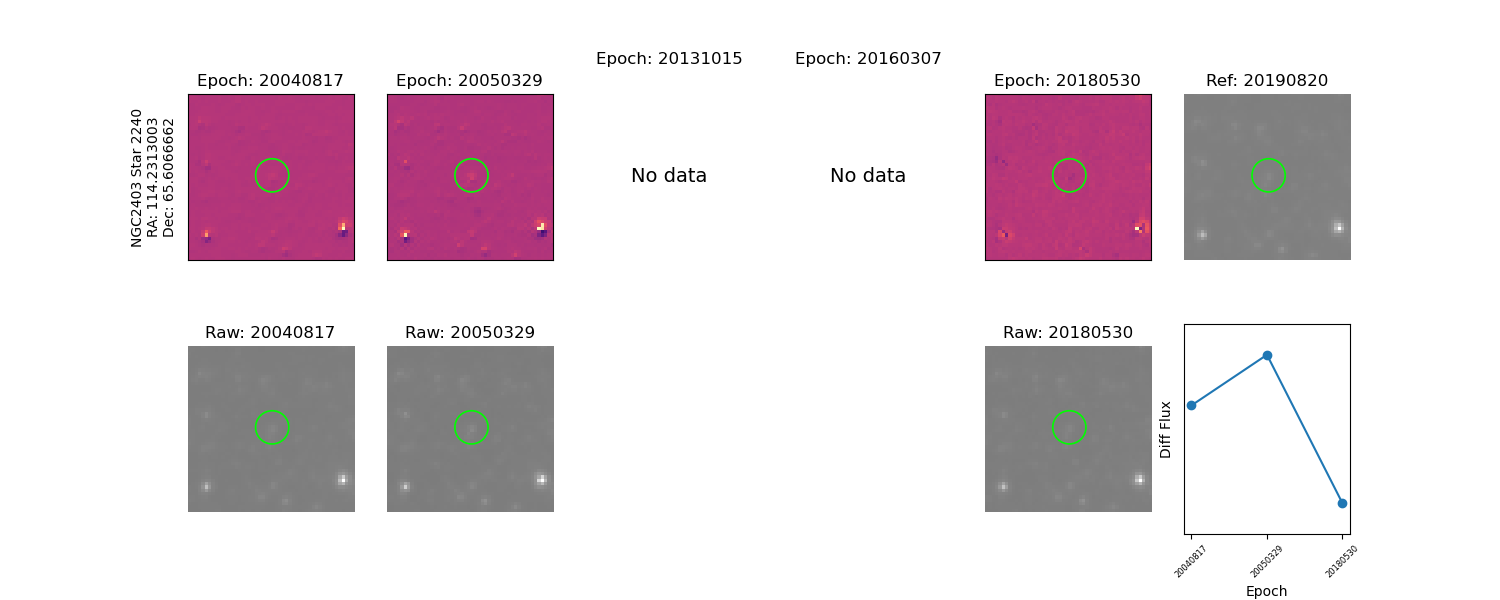 Epoch: 20131015
Epoch: 20160307
Epoch: 20040817
Epoch: 20050329
Epoch: 20180530
Ref: 20190820
NGC2403 Star 2240
RA: 114.2313003
Dec: 65.6066662
No data
No data
Raw: 20040817
Raw: 20050329
Raw: 20180530
Diff Flux
20040817
20050329
20180530
Epoch